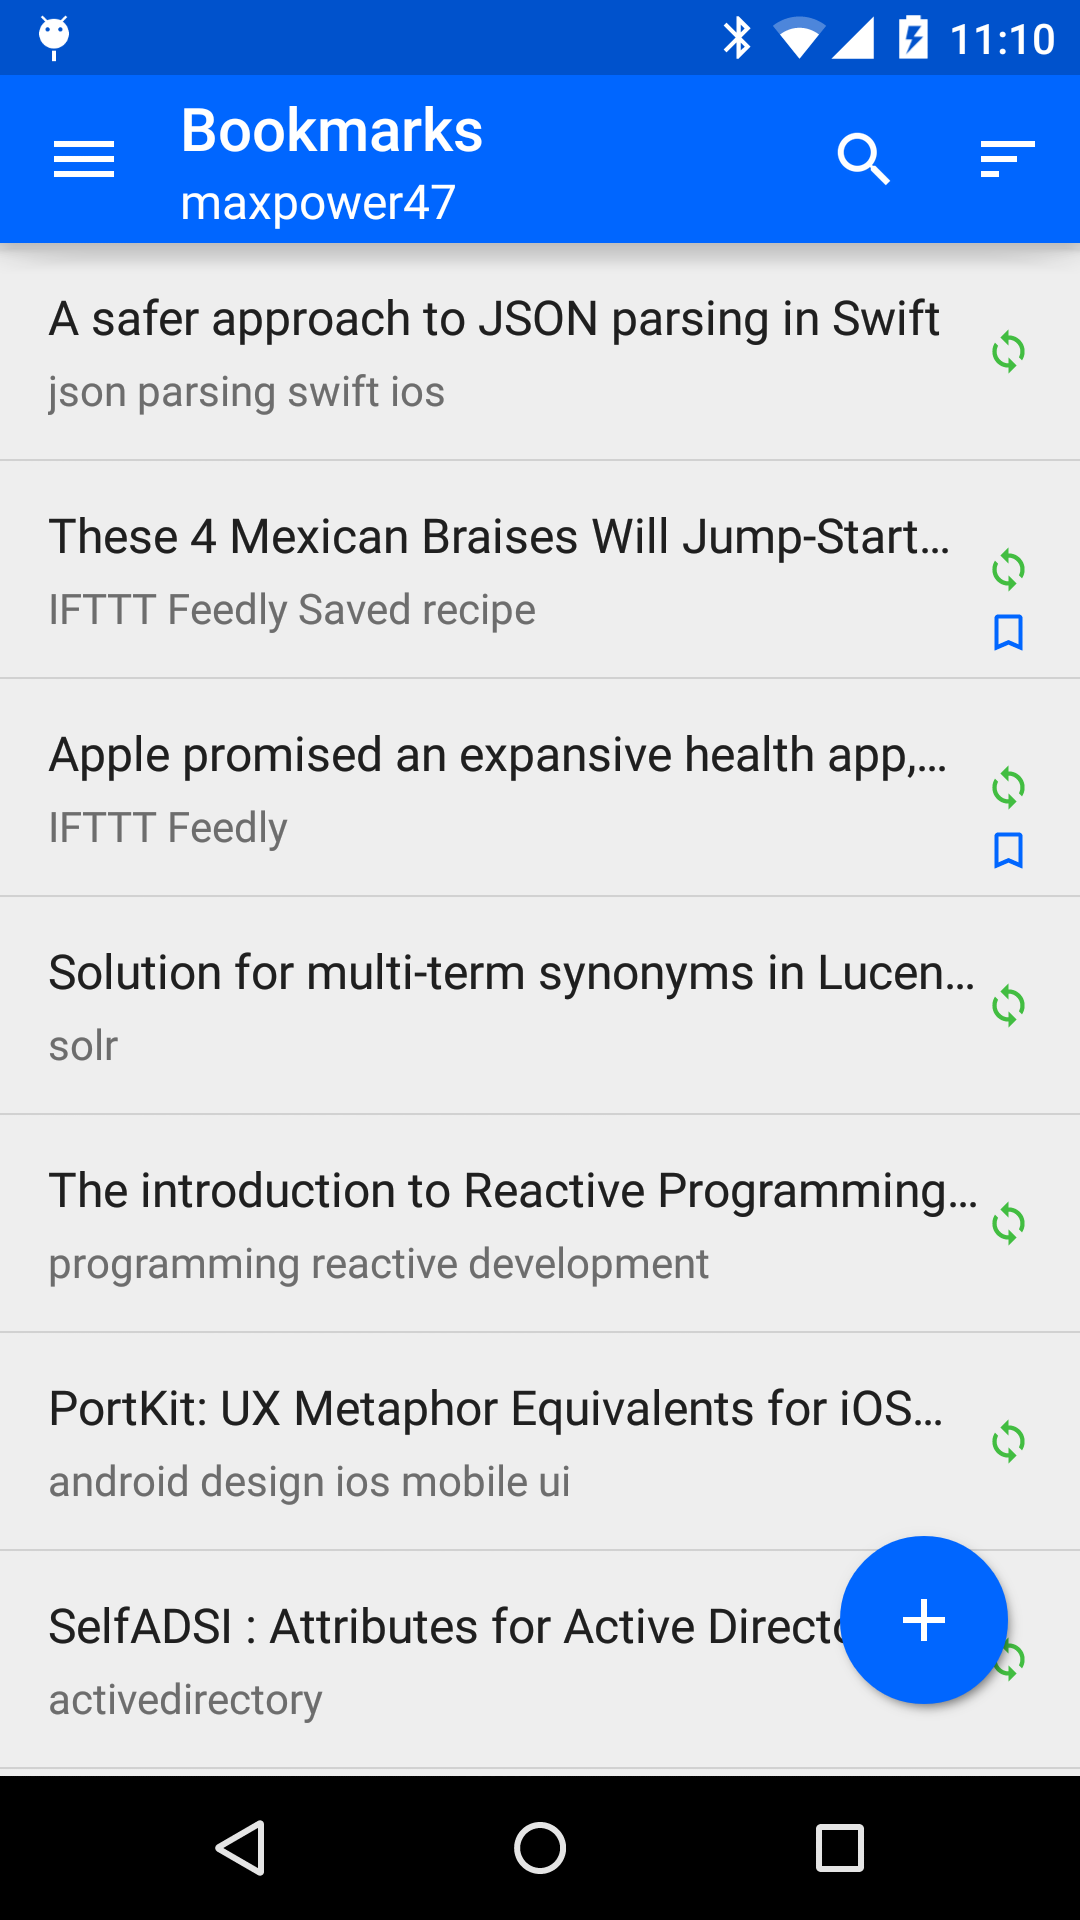 11:10
Bookmarks
maxpower47
A safer approach to JSON parsing in Swift
json parsing swift ios
These 4 Mexican Braises Will Jump-Start…
IFTTT Feedly Saved recipe
Apple promised an expansive health app,…
IFTTT Feedly
Solution for multi-term synonyms in Lucen…
solr
The introduction to Reactive Programming…
programming reactive development
PortKit: UX Metaphor Equivalents for iOS…
android design ios mobile ui
SelfADSI : Attributes for Active
activedirectory